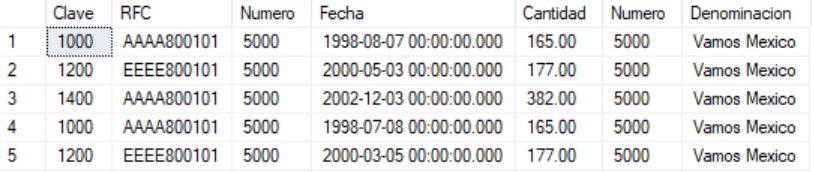 Clave RFC Numero Fecha Cantidad Numero Denominacion
1 1000 AAAA800101 5000 1998-08-07 00:00:00.000 165.00 5000 Vamos Mexico
2 1200 EEEE800101 5000 2000-05-03 00:00:00.000 177.00 5000 Vamos Mexico
3 1400 AAAA800101 5000 2002-12-03 00:00:00.000 382.00 5000 Vamos Mexico
4 1000 AAAA800101 5000 1998-07-08 00:00:00.000 165.00 5000 Vamos Mexico
5 1200 EEEE800101 5000 2000-03-05 00:00:00.000 177.00 5000 Vamos Mexico